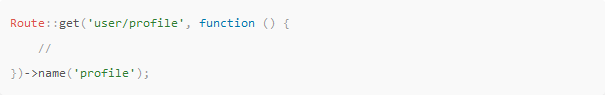 Route::get('user/profile', function () {
    //
})->name('profile');